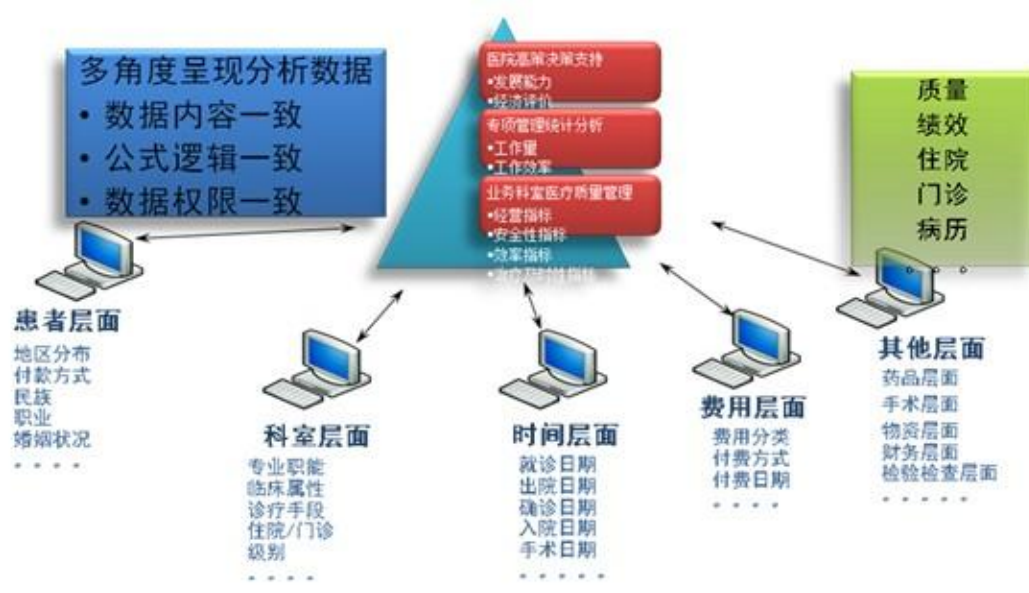 多角度呈现分析数据
• 数据内容一致
• 公式逻辑一致
• 数据权限一致
医院高层决策支持
•发展能力
•经济评价
专项管理统计分析
•工作量
•工作效率
业务科室医疗质量管理
•经营指标
•安全性指标
•效率指标
质量
绩效
住院
门诊
病历
。。。
患者层面
地区分布
付款方式
民族
职业
婚姻状况
. . . .
科室层面
专业职能
临床属性
诊疗手段
住院/门诊
级别
. . . .
时间层面
就诊日期
出院日期
确诊日期
入院日期
手术日期
. . . . .
费用层面
费用分类
付费方式
付费日期
. . . .
其他层面
药品层面
手术层面
物资层面
财务层面
检验检查层面
. . . . .